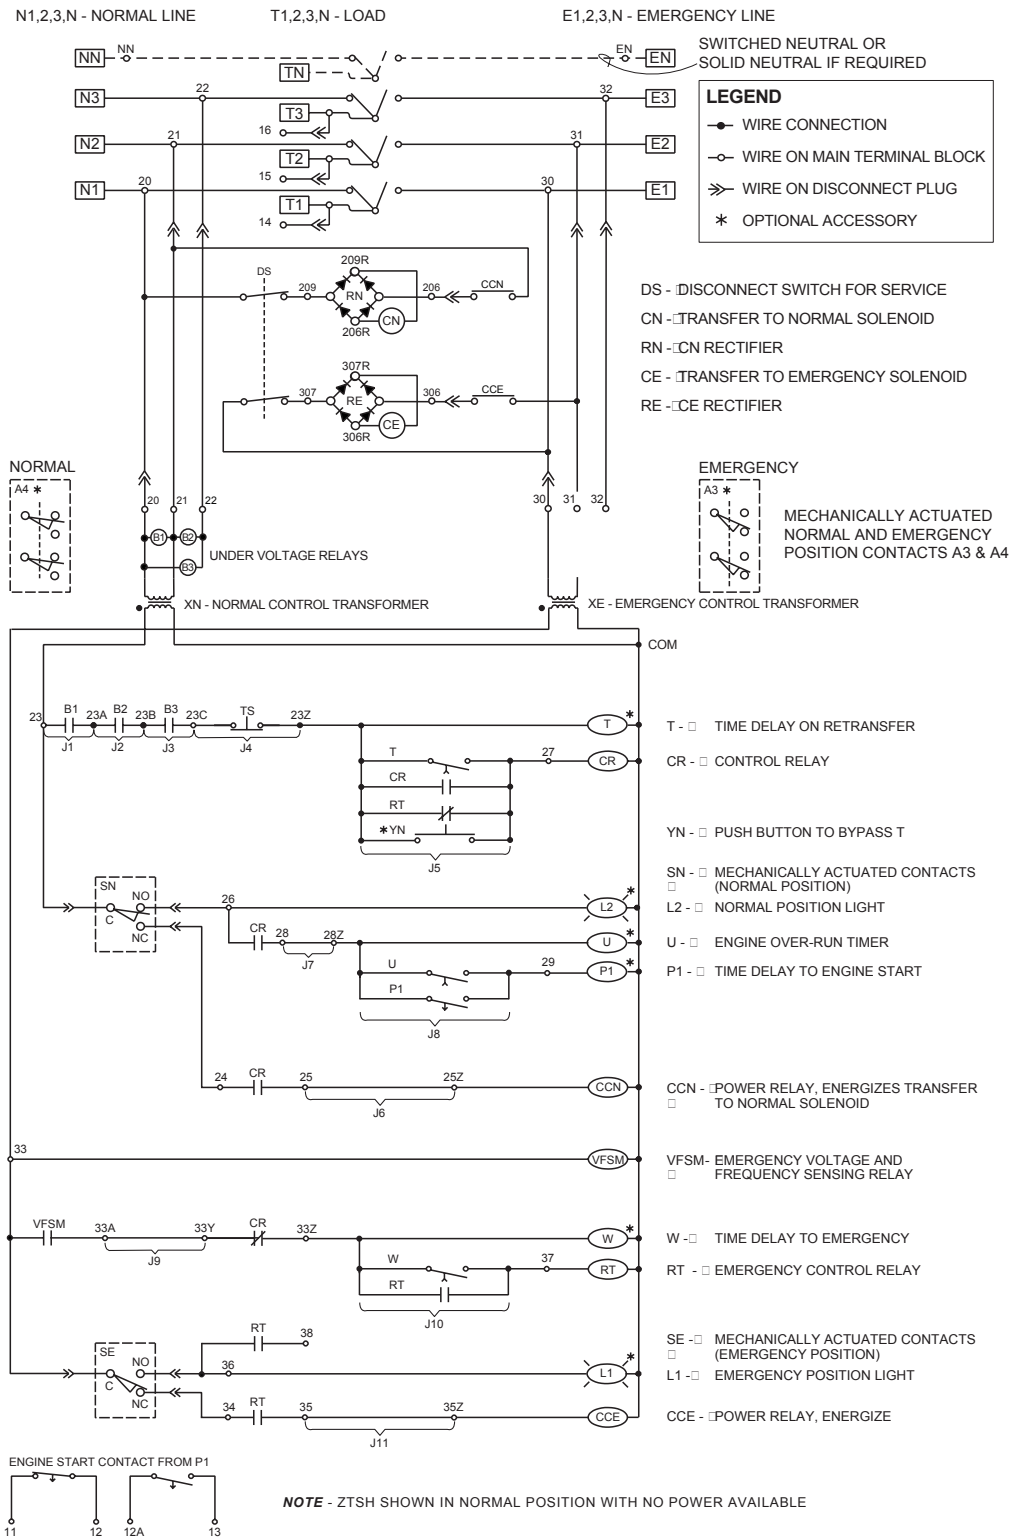 N1,2,3,N - NORMAL LINE
T1,2,3,N - LOAD
E1,2,3,N - EMERGENCY LINE
NN
NN
TN
EN
EN
SWITCHED NEUTRAL OR
SOLID NEUTRAL IF REQUIRED
N3
22
T3
16
32
E3
N2
21
T2
15
31
E2
N1
20
T1
14
30
E1
LEGEND
WIRE CONNECTION
WIRE ON MAIN TERMINAL BLOCK
WIRE ON DISCONNECT PLUG
* OPTIONAL ACCESSORY
DS
209
209R
RN
206R
CN
206
CCN
307
307R
RE
306R
CE
306
CCE
DS - □DISCONNECT SWITCH FOR SERVICE
CN - □TRANSFER TO NORMAL SOLENOID
RN - □CN RECTIFIER
CE - □TRANSFER TO EMERGENCY SOLENOID
RE - □CE RECTIFIER
NORMAL
A4 *
20
21
22
B1
B2
B3
UNDER VOLTAGE RELAYS
30
31
32
EMERGENCY
A3 *
MECHANICALLY ACTUATED
NORMAL AND EMERGENCY
POSITION CONTACTS A3 & A4
XN - NORMAL CONTROL TRANSFORMER
XE - EMERGENCY CONTROL TRANSFORMER
COM
23
B1
23A
B2
23B
B3
23C
TS
23Z
J1
J2
J3
J4
T
*
T - □ TIME DELAY ON RETRANSFER
T
27
CR
CR - □ CONTROL RELAY
CR
RT
*YN
J5
YN - □ PUSH BUTTON TO BYPASS T
SN
NO
C
NC
26
L2
*
SN - □ MECHANICALLY ACTUATED CONTACTS
□ (NORMAL POSITION)
L2 - □ NORMAL POSITION LIGHT
CR
28
28Z
J7
U
*
U - □ ENGINE OVER-RUN TIMER
U
29
P1
*
P1 - □ TIME DELAY TO ENGINE START
P1
J8
24
CR
25
25Z
J6
CCN
CCN - □POWER RELAY, ENERGIZES TRANSFER
□ TO NORMAL SOLENOID
33
VFSM
VFSM- EMERGENCY VOLTAGE AND
□ FREQUENCY SENSING RELAY
VFSM
33A
33Y
CR
33Z
J9
W
*
W -□ TIME DELAY TO EMERGENCY
W
37
RT
RT - □ EMERGENCY CONTROL RELAY
RT
J10
RT
38
SE
NO
C
NC
36
L1
*
SE -□ MECHANICALLY ACTUATED CONTACTS
□ (EMERGENCY POSITION)
L1 -□ EMERGENCY POSITION LIGHT
34
RT
35
35Z
J11
CCE
CCE - □POWER RELAY, ENERGIZE
ENGINE START CONTACT FROM P1
11
12
12A
13
NOTE - ZTSH SHOWN IN NORMAL POSITION WITH NO POWER AVAILABLE